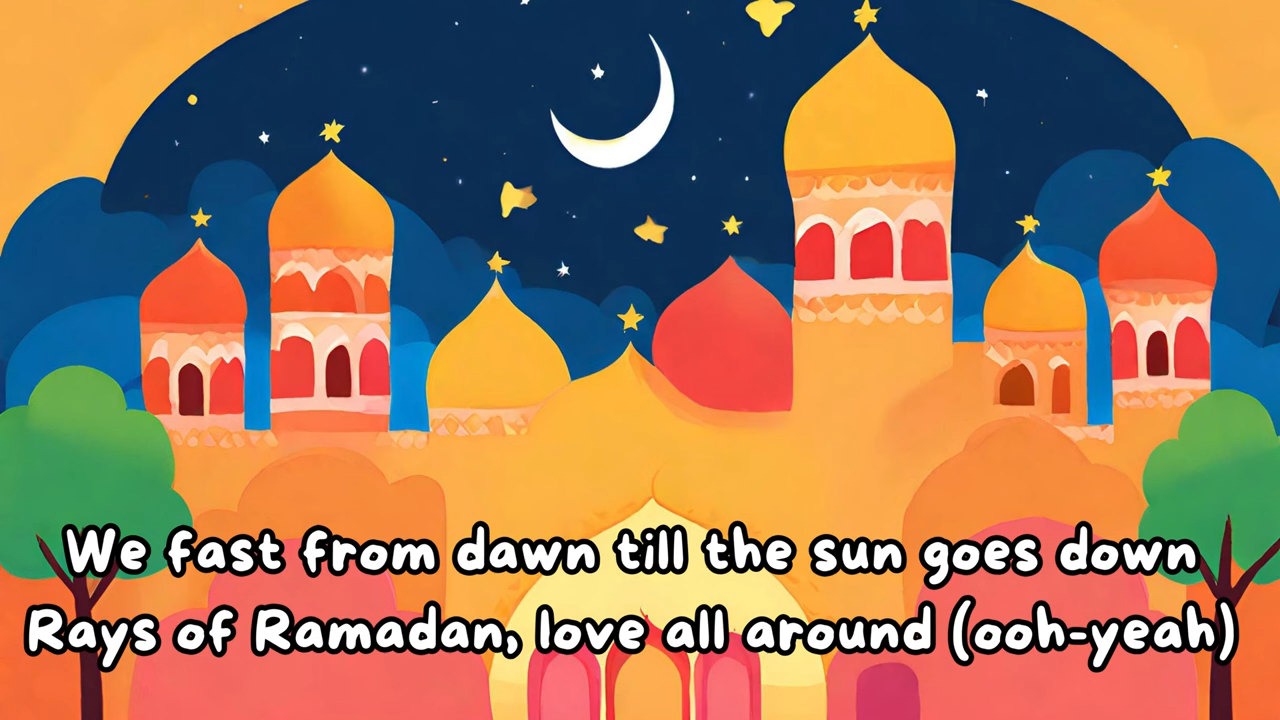 We fast from dawn till the sun goes down
Rays of Ramadan, love all around (ooh-yeah)